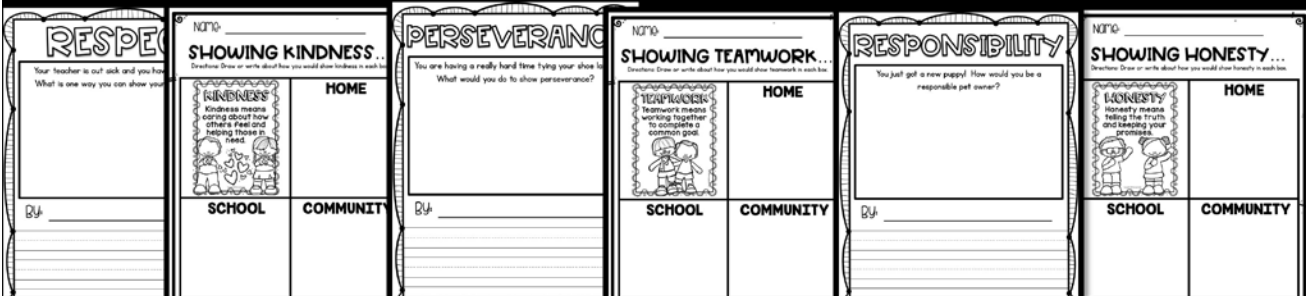 RESPEC
Your teacher is out sick and you hav
What is one way you can show your
By:
Name:
SHOWING KINDNESS...
Directions: Draw or write about how you would show kindness in each box.
KINDNESS
Kindness means
caring about how
others feel and
helping those in
need.
HOME
SCHOOL
COMMUNITY
PERSEVERANC
You are having a really hard time tying your shoe la
What would you do to show perseverance?
By:
Name:
SHOWING TEAMWORK...
Directions: Draw or write about how you would show teamwork in each box.
TEAMWORK
Teamwork means
working together
to complete a
common goal.
HOME
SCHOOL
COMMUNITY
RESPONSIBILITY
You just got a new puppy! How would you be a
responsible pet owner?
By:
Name:
SHOWING HONESTY...
Directions: Draw or write about how you would show honesty in each box.
HONESTY
Honesty means
telling the truth
and keeping your
promises.
HOME
SCHOOL
COMMUNITY